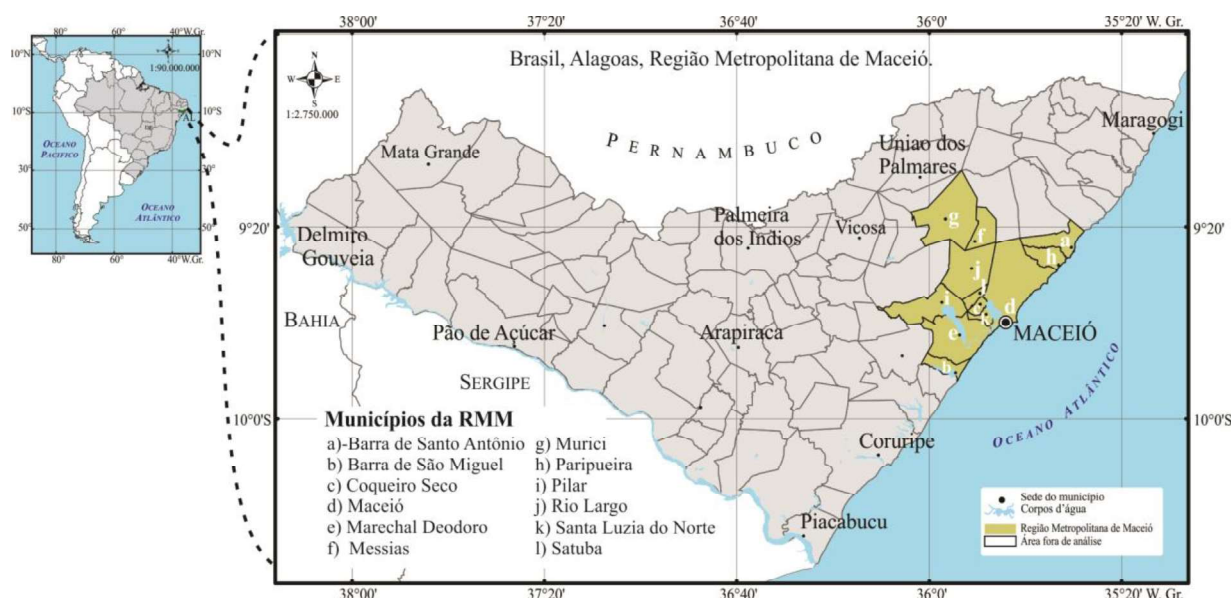 80° 60° 40°W.Gr.
10°N 10°N
N
W E
S
1:90.000.000
10°S 10°S
AL
OCEANO
PACIFICO
30° 30°
OCEANO
ATLÂNTICO
50° 50°
80° 60° 40° W.Gr.
38°00' 37°20' 36°40' 36°0' 35°20' W. Gr.
Brasil, Alagoas, Região Metropolitana de Maceió.
N
W E
S
1:2.750.000
PERNAMBUCO
Maragogi
Mata Grande
Uniao dos
Palmares
9°20' 9°20'
Delmiro
Gouveia
Palmeira
dos Indios
Vicosa
g
f
a
h
j
l
i
c
k
d
e
b
MACEIÓ
BAHIA
Pão de Açúcar
Arapiraca
SERGIPE
OCEANO ATLÂNTICO
10°0'S 10°0'S
Coruripe
Piacabucu
Municípios da RMM
a)-Barra de Santo Antônio g) Murici
b) Barra de São Miguel h) Paripueira
c) Coqueiro Seco i) Pilar
d) Maceió j) Rio Largo
e) Marechal Deodoro k) Santa Luzia do Norte
f) Messias l) Satuba
Sede do município
Corpos d'água
Região Metropolitana de Maceió
Área fora de análise
38°00' 37°20' 36°40' 36°0' 35°20' W. Gr.